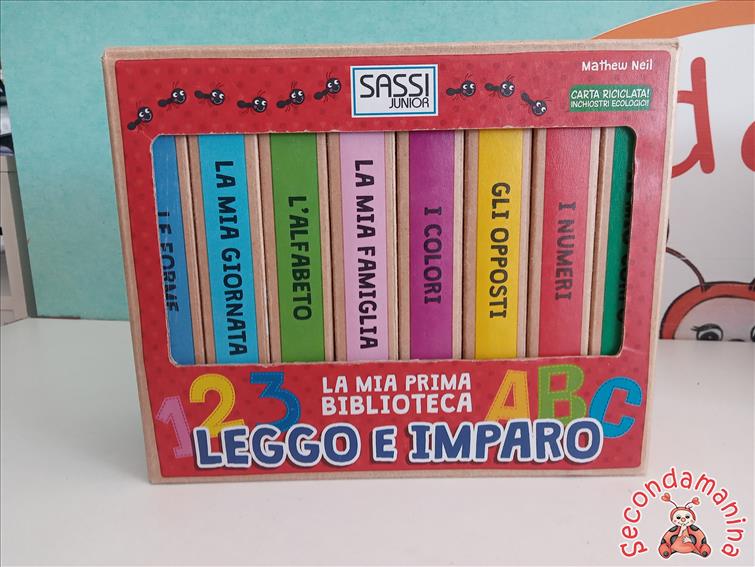 SASSI
JUNIOR
Mathew Neil
CARTA RICICLATA!
INCHIOSTRI ECOLOGICI!
LE FORME
LA MIA GIORNATA
L'ALFABETO
LA MIA FAMIGLIA
I COLORI
GLI OPPOSTI
I NUMERI
123
LA MIA PRIMA
BIBLIOTECA
ABC
LEGGO E IMPARO
Secondamanina